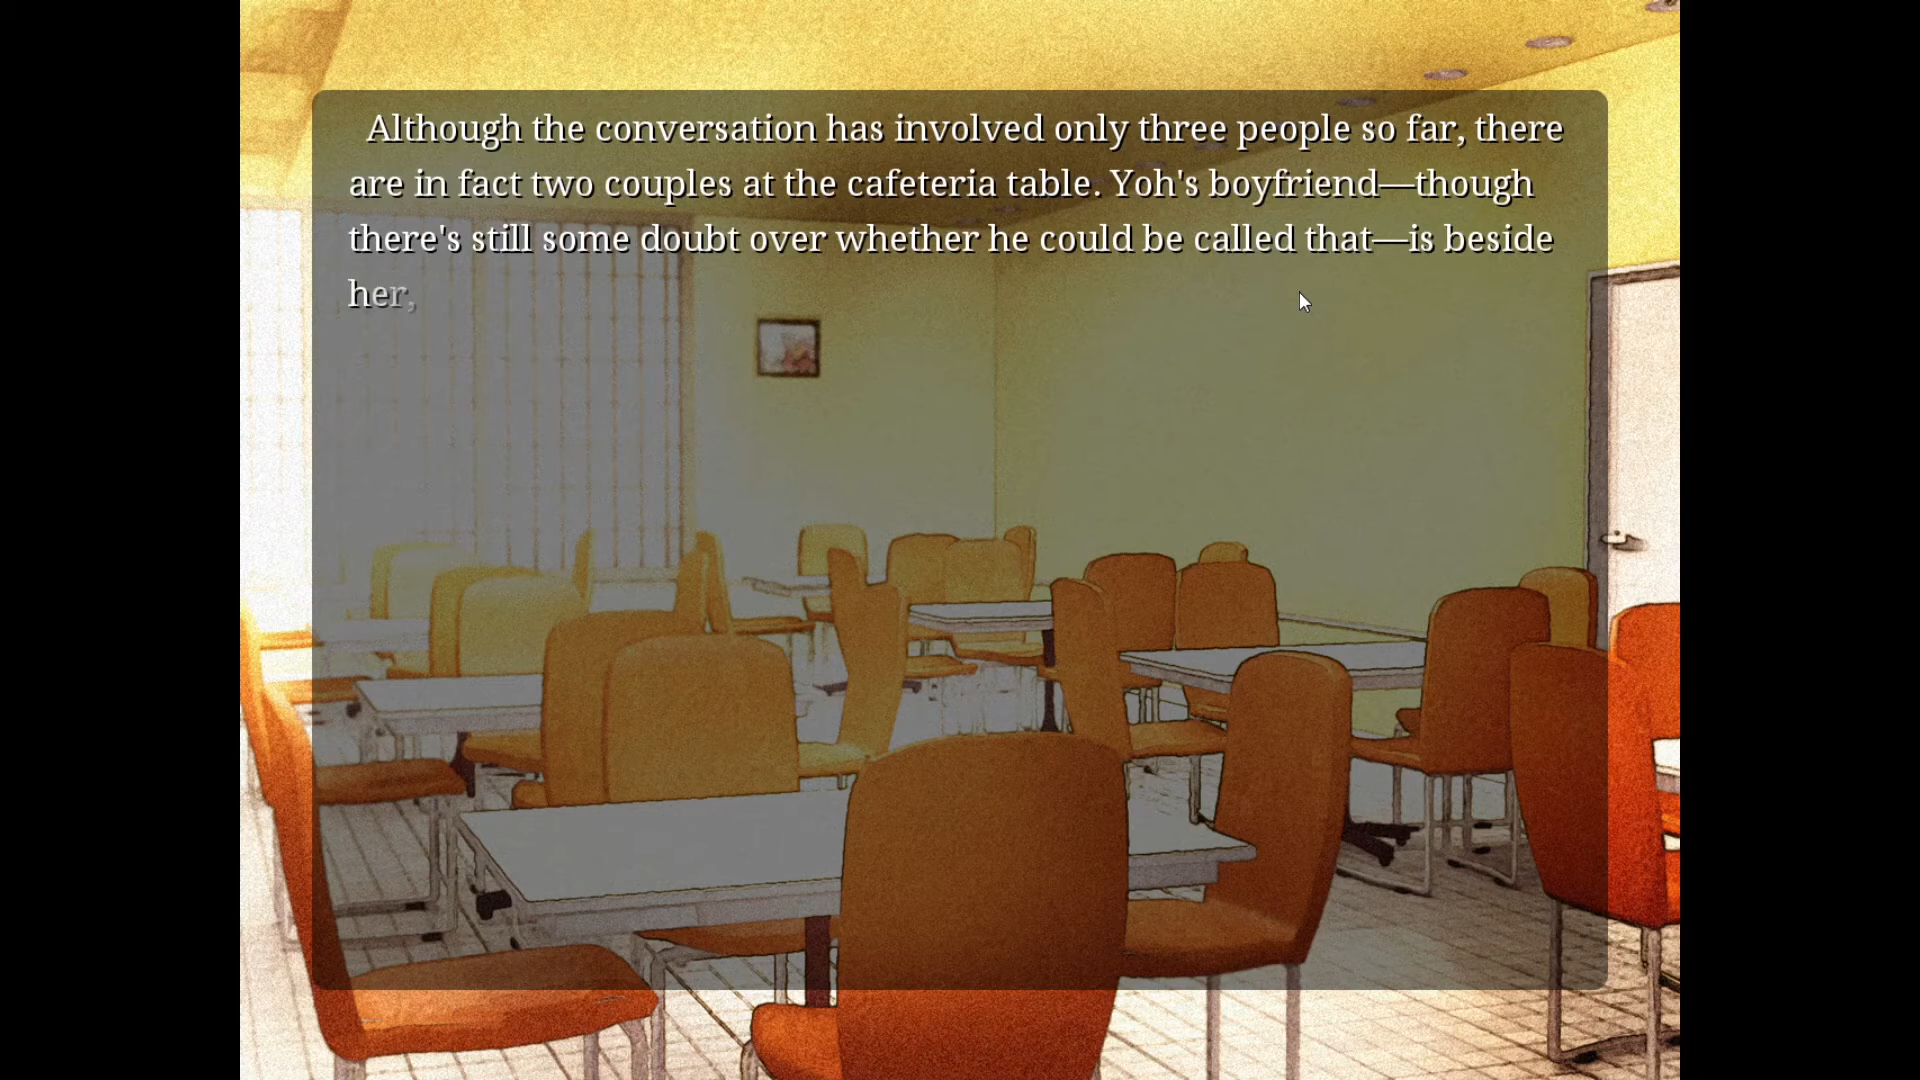 Although the conversation has involved only three people so far, there
are in fact two couples at the cafeteria table. Yoh's boyfriend—though
there's still some doubt over whether he could be called that—is beside
her,